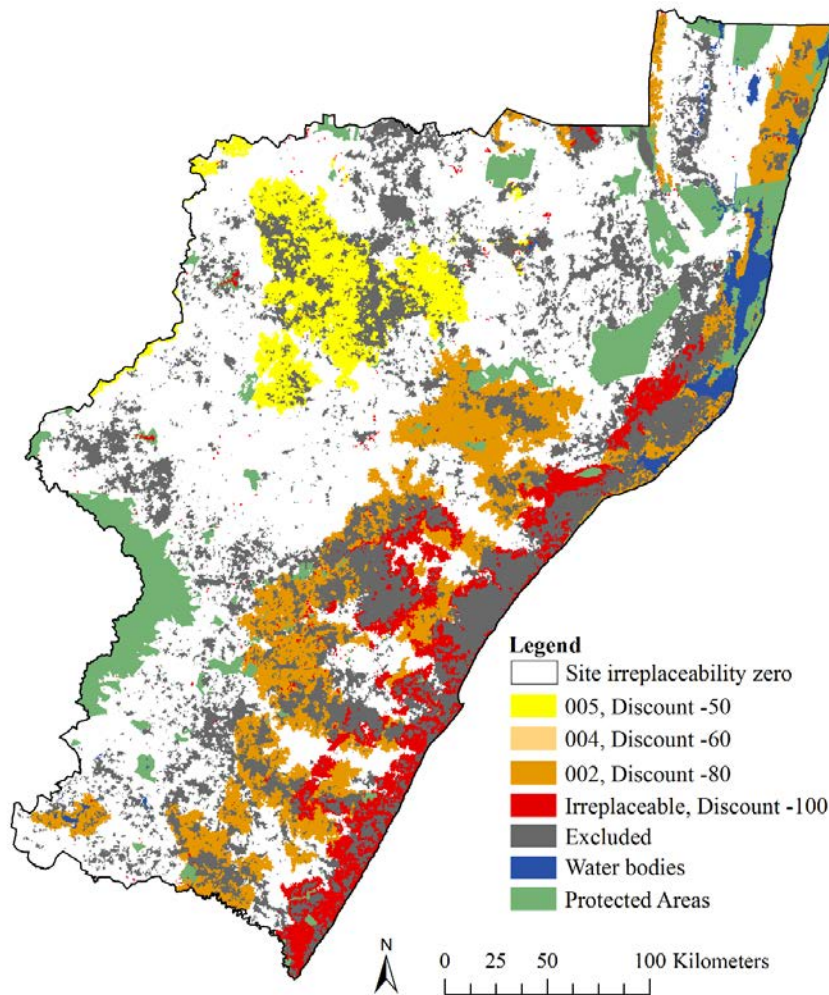 Legend
Site irreplaceability zero
005, Discount -50
004, Discount -60
002, Discount -80
Irreplaceable, Discount -100
Excluded
Water bodies
Protected Areas
N
0 25 50 100 Kilometers